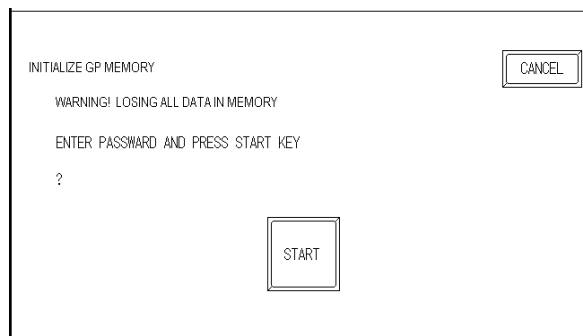 INITIALIZE GP MEMORY
CANCEL
WARNING! LOSING ALL DATA IN MEMORY
ENTER PASSWARD AND PRESS START KEY
?
START